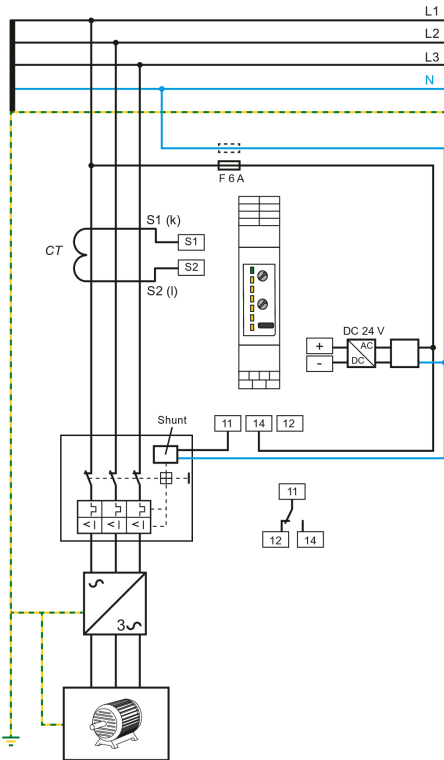 L1
L2
L3
N
F 6 A
S1 (k)
CT
S1
S2
S2 (l)
DC 24 V
+
AC
-
DC
Shunt
11
14
12
11
12
14
3